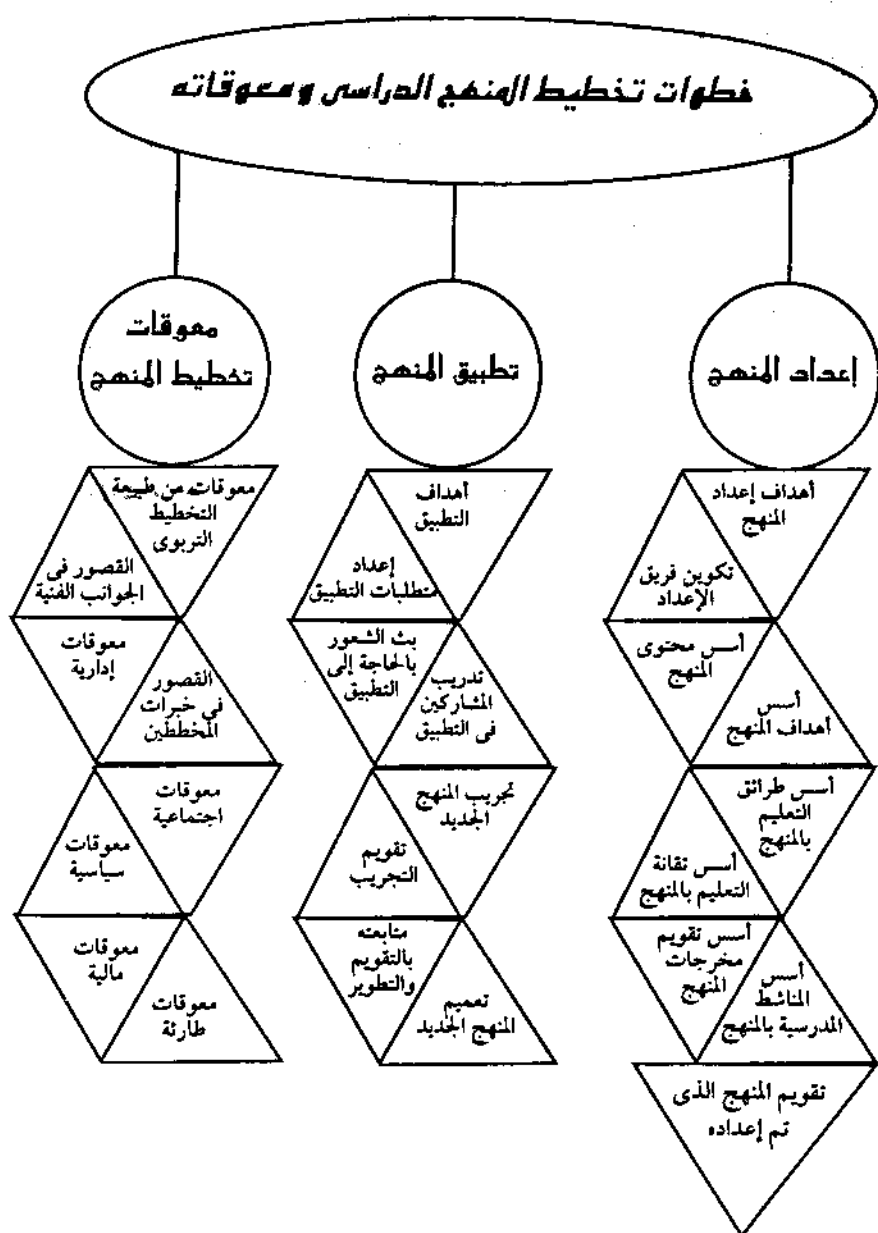 خطوات تخطيط المنهج الدراسى ومعوقاته
إعداد المنهج
أهداف إعداد
المنهج
تكوين فريق
الإعداد
أسس محتوى
المنهج
أسس
أهداف المنهج
أسس طرائق
التعليم
بالمنهج
أسس تقانة
التعليم بالمنهج
أسس تقويم
مخرجات
المنهج
أسس
المناشط
المدرسية بالمنهج
تقويم المنهج الذى
تم إعداده
تطبيق المنهج
أهداف
التطبيق
إعداد
متطلبات التطبيق
بث الشعور
بالحاجة إلى
التطبيق
تدريب
المشاركين
فى التطبيق
تجريب المنهج
الجديد
تقويم
التجريب
متابعته
بالتقويم
والتطوير
تعميم
المنهج الجديد
معوقات
تخطيط المنهج
معوقات من طبيعة
التخطيط
التربوى
القصور فى
الجوانب الفنية
معوقات
إدارية
القصور
فى خبرات
المخططين
معوقات
اجتماعية
معوقات
سياسية
معوقات
مالية
معوقات
طارئة